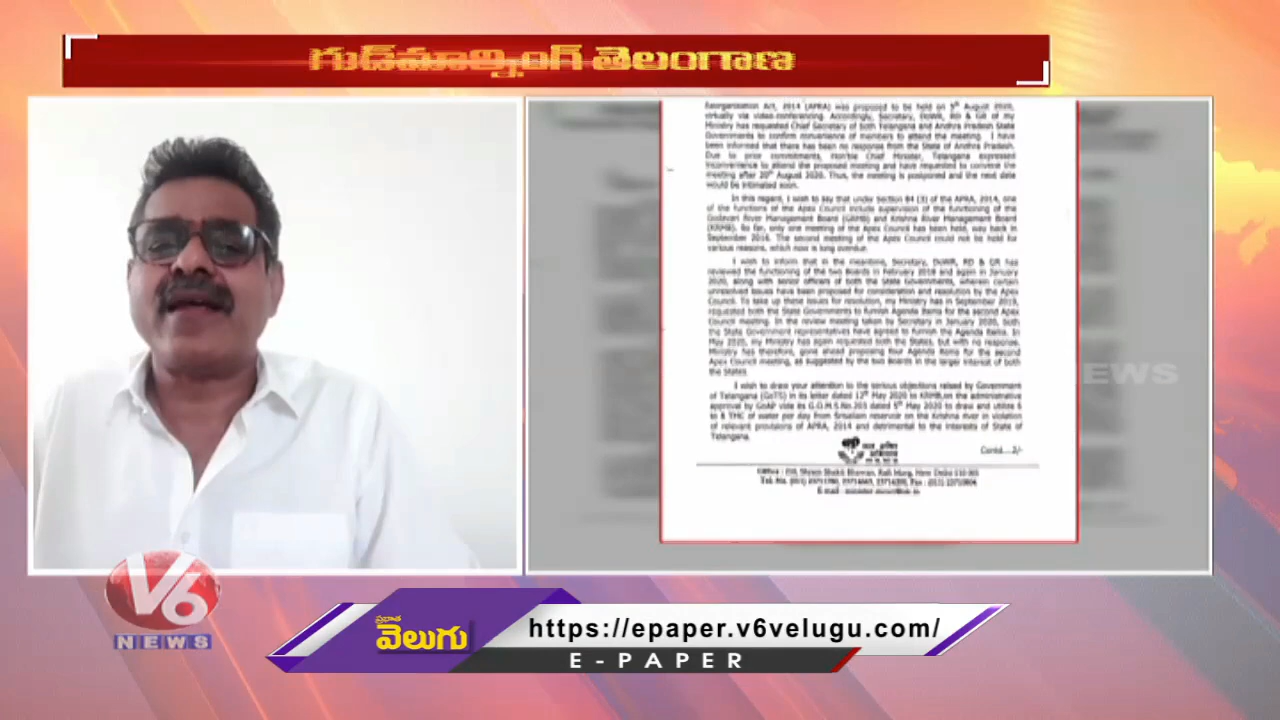 గుడ్‌మార్నింగ్ తెలంగాణ
Reorganisation Act, 2014 (APRA) was proposed to be held on 5th August 2020,
virtually via video-conferencing. Accordingly, Secretary, DoWR, RD & GR of my
Ministry has requested Chief Secretary of both Telangana and Andhra Pradesh State
Governments to confirm convenience of members to attend the meeting. I have
been informed that there has been no response from the State of Andhra Pradesh.
Due to prior commitments, Hon'ble Chief Minister, Telangana expressed
inconvenience to attend the proposed meeting and have requested to convene the
meeting after 20th August 2020. Thus, the meeting is postponed and the next date
would be intimated soon.
In this regard, I wish to say that under Section 84 (3) of the APRA, 2014, one
of the functions of the Apex Council include supervision of the functioning of the
Godavari River Management Board (GRMB) and Krishna River Management Board
(KRMB). So far, only one meeting of the Apex Council has been held, way back in
September 2016. The second meeting of the Apex Council could not be held for
various reasons, which now is long overdue.
I wish to inform that in the meantime, Secretary, DoWR, RD & GR has
reviewed the functioning of the two Boards in February 2018 and again in January
2020, along with senior officers of both the State Governments, wherein certain
unresolved issues have been proposed for consideration and resolution by the Apex
Council. To take up these issues for resolution, my Ministry has in September 2019,
requested both the State Governments to furnish Agenda Items for the second Apex
Council meeting. In the review meeting taken by Secretary in January 2020, both
the State Government representatives have agreed to furnish the Agenda Items. In
May 2020, my Ministry has again requested both the States, but with no response.
Ministry has therefore, gone ahead proposing four Agenda items for the second
Apex Council meeting, as suggested by the two Boards in the larger interest of both
the States.
I wish to draw your attention to the serious objections raised by Government
of Telangana (GoTS) in its letter dated 12th May 2020 to KRMB,on the administrative
approval by GoAP vide its G.O.M.S.No.203 dated 5th May 2020 to draw and utilise 6
to 8 TMC of water per day from Srisailam reservoir on the Krishna river in violation
of relevant provisions of APRA, 2014 and detrimental to the interests of State of
Telangana.
Contd...2/-
Office : 210, Shram Shakti Bhawan, Rafi Marg, New Delhi-110 001
EWS
V6
NEWS
ప్రభాత
వెలుగు
https://epaper.v6velugu.com/
E-PAPER